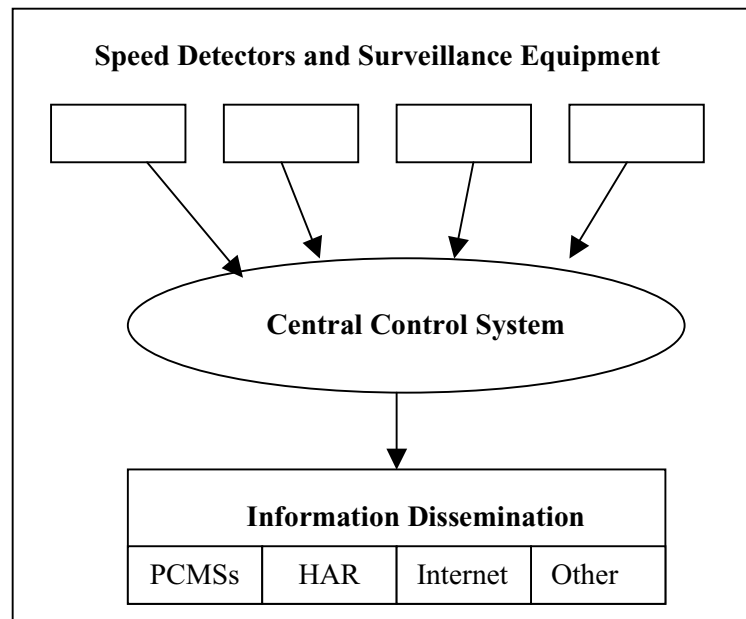 Speed Detectors and Surveillance Equipment
Central Control System
Information Dissemination
PCMSs HAR Internet Other